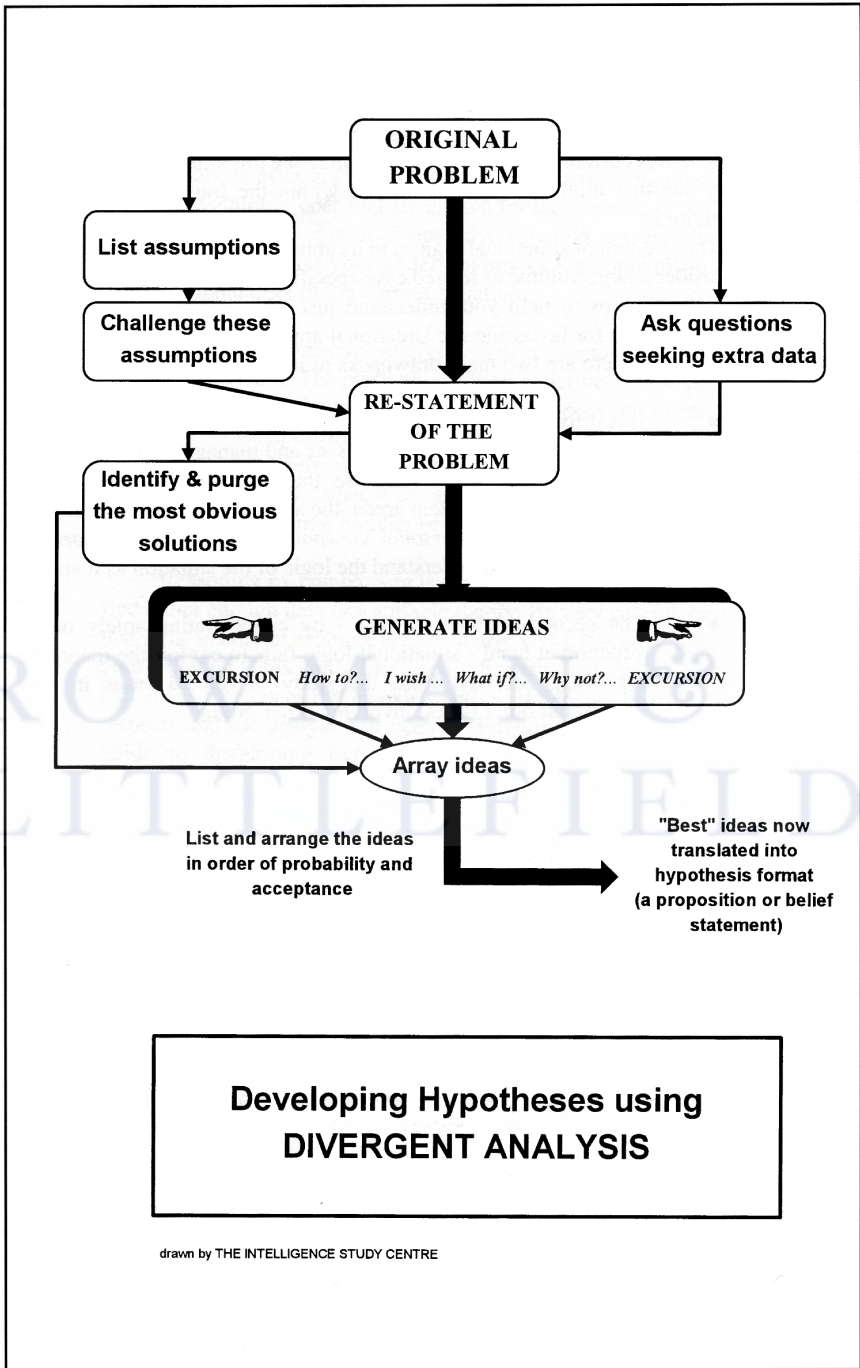 ORIGINAL
PROBLEM
List assumptions
Challenge these
assumptions
Ask questions
seeking extra data
RE-STATEMENT
OF THE
PROBLEM
Identify & purge
the most obvious
solutions
GENERATE IDEAS
EXCURSION How to?... I wish ... What if?... Why not?... EXCURSION
Array ideas
List and arrange the ideas
in order of probability and
acceptance
"Best" ideas now
translated into
hypothesis format
(a proposition or belief
statement)
Developing Hypotheses using
DIVERGENT ANALYSIS
drawn by THE INTELLIGENCE STUDY CENTRE
ROWMAN &
LITTLEFIELD